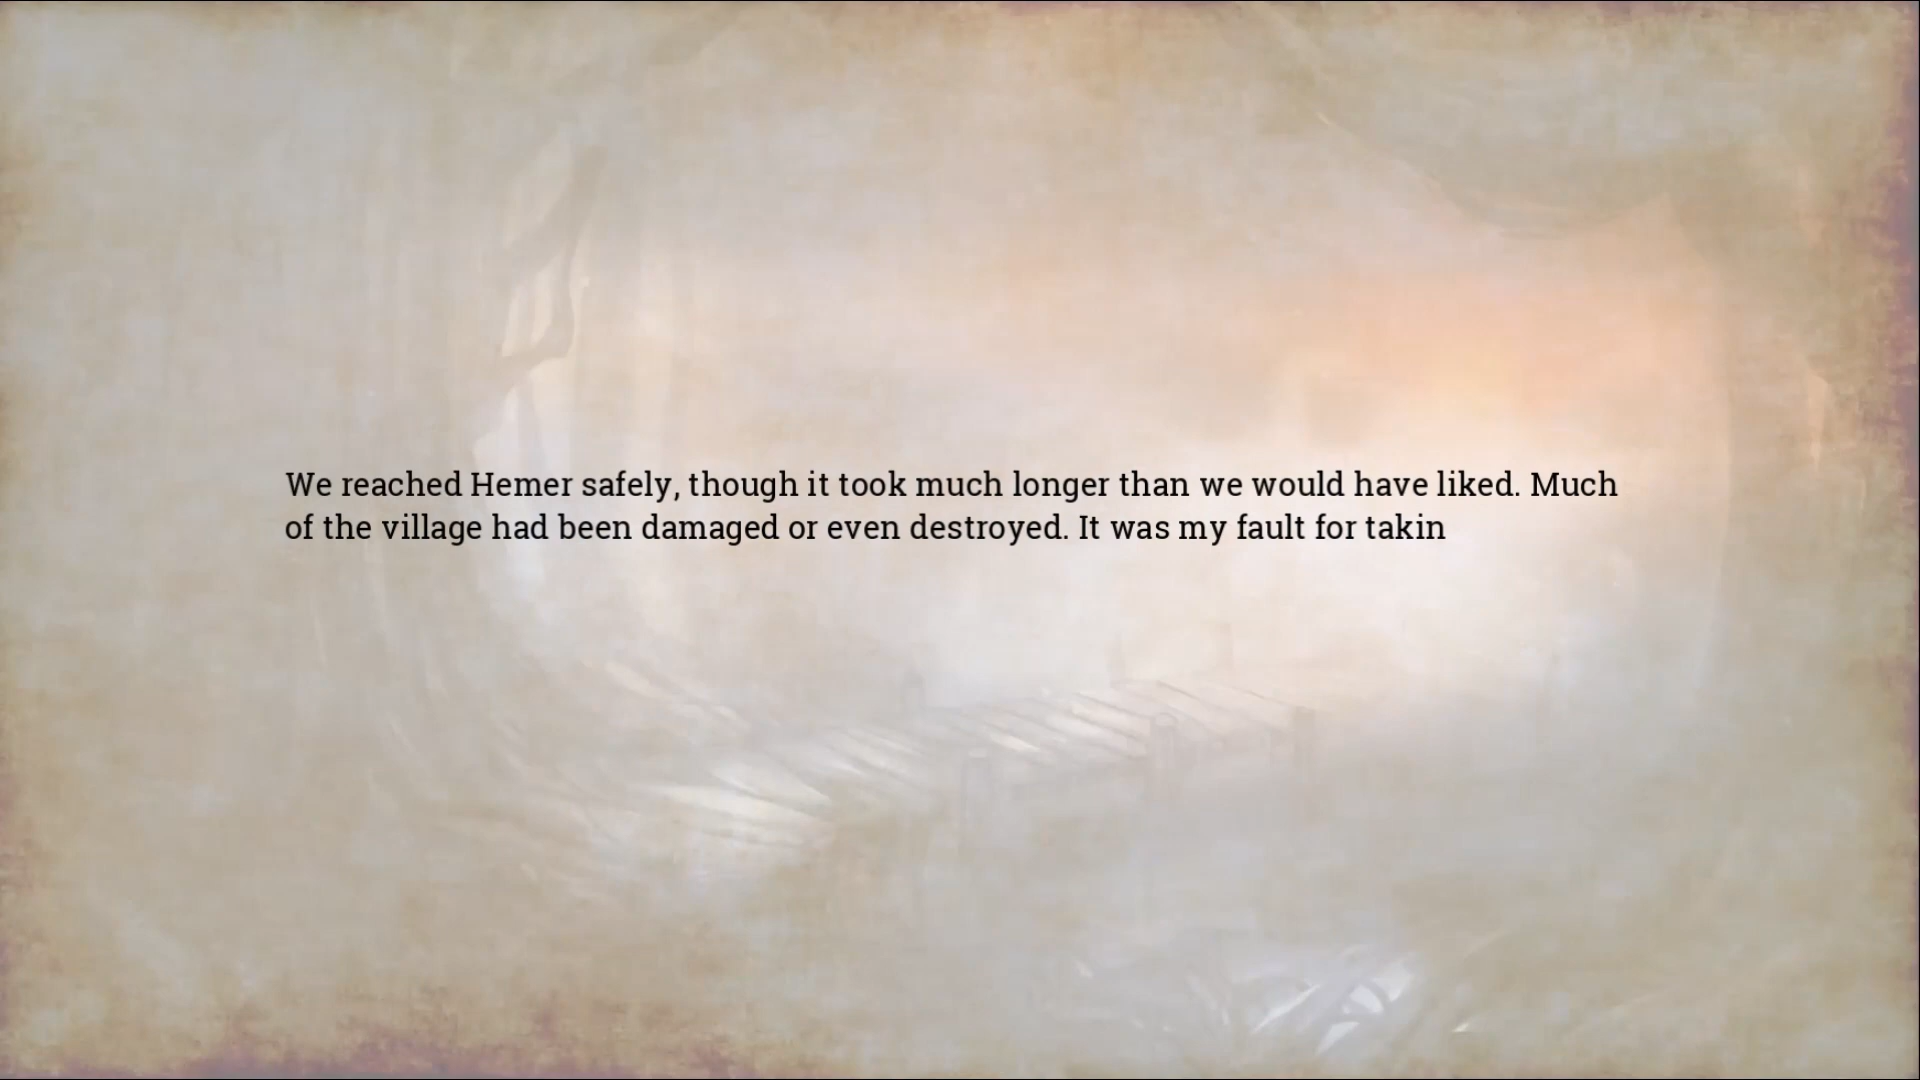 We reached Hemer safely, though it took much longer than we would have liked. Much
of the village had been damaged or even destroyed. It was my fault for takin